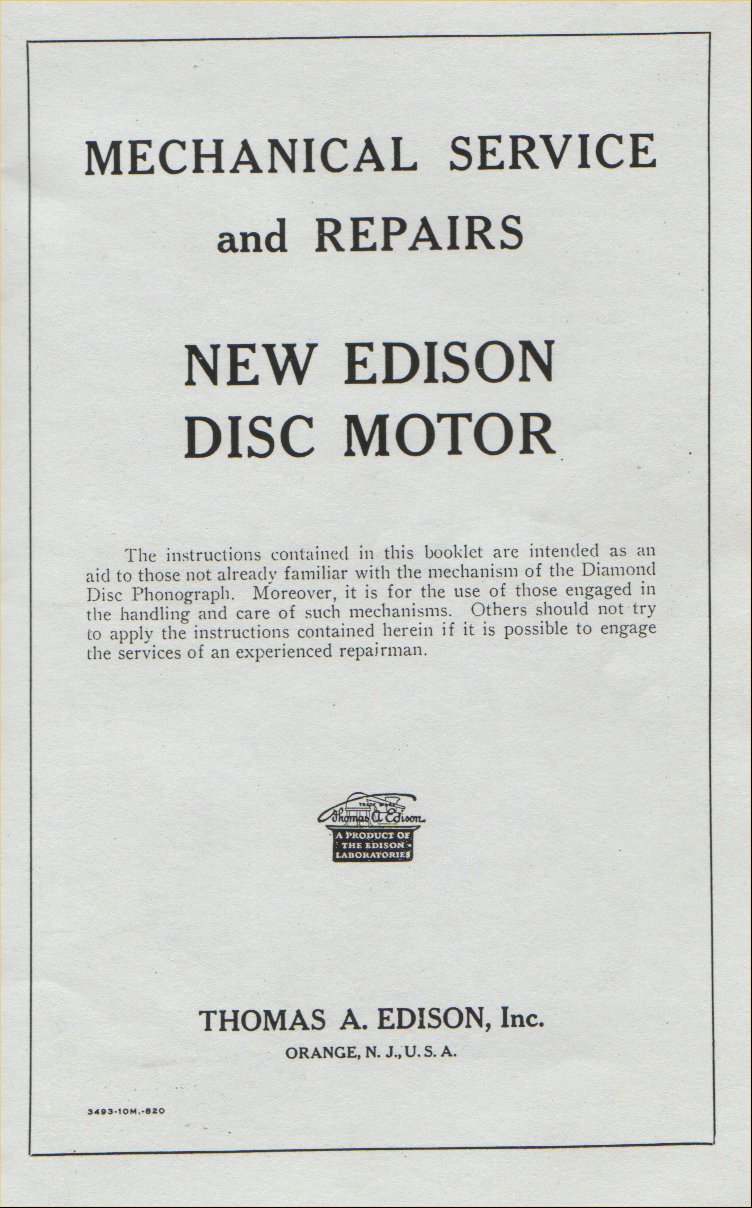 MECHANICAL SERVICE
and REPAIRS
NEW EDISON
DISC MOTOR
The instructions contained in this booklet are intended as an
aid to those not already familiar with the mechanism of the Diamond
Disc Phonograph. Moreover, it is for the use of those engaged in
the handling and care of such mechanisms. Others should not try
to apply the instructions contained herein if it is possible to engage
the services of an experienced repairman.
TRADE MARK
Thomas A Edison
A PRODUCT OF
THE EDISON
LABORATORIES
THOMAS A. EDISON, Inc.
ORANGE, N. J., U. S. A.
3493-10M.-820